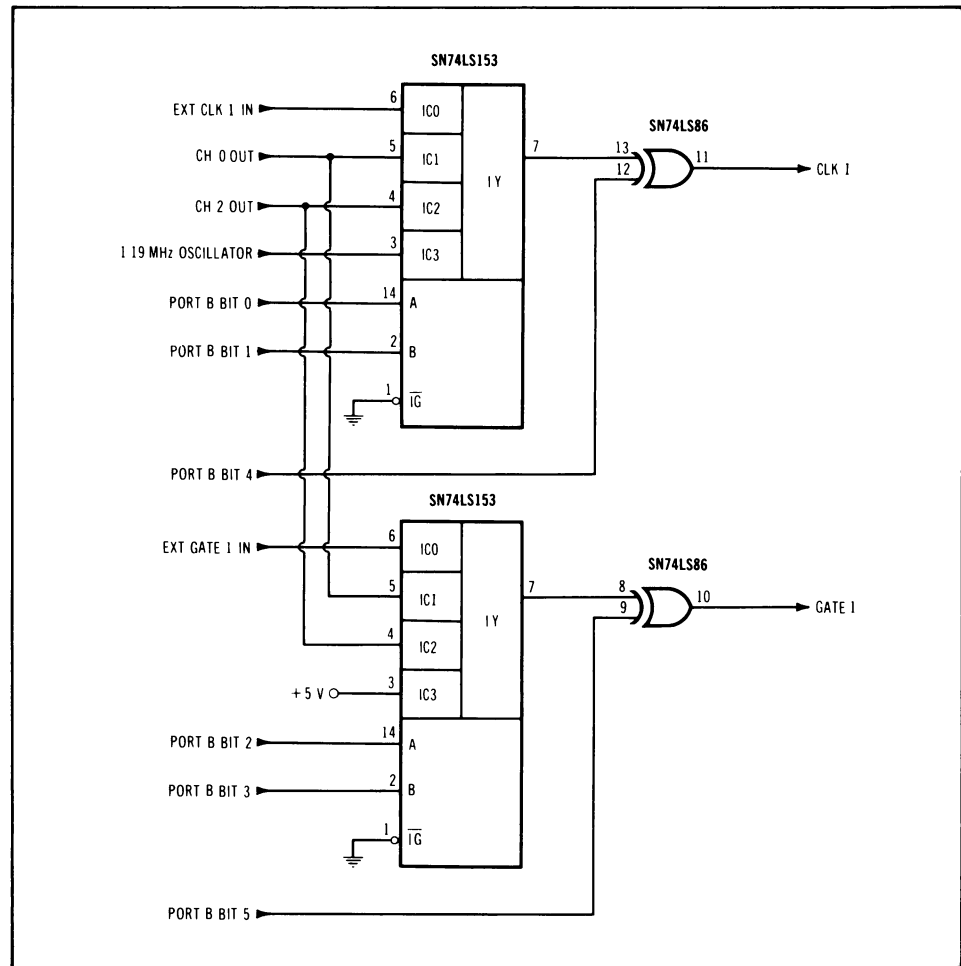 SN74LS153
EXT CLK 1 IN
6
IC0
CH 0 OUT
5
IC1
CH 2 OUT
4
IC2
1 19 MHz OSCILLATOR
3
IC3
1Y
7
PORT B BIT 0
14
A
PORT B BIT 1
2
B
1
1G
SN74LS86
13
12
11
CLK 1
PORT B BIT 4
SN74LS153
EXT GATE 1 IN
6
IC0
5
IC1
4
IC2
+5 V
3
IC3
1Y
7
PORT B BIT 2
14
A
PORT B BIT 3
2
B
1
1G
SN74LS86
8
9
10
GATE 1
PORT B BIT 5